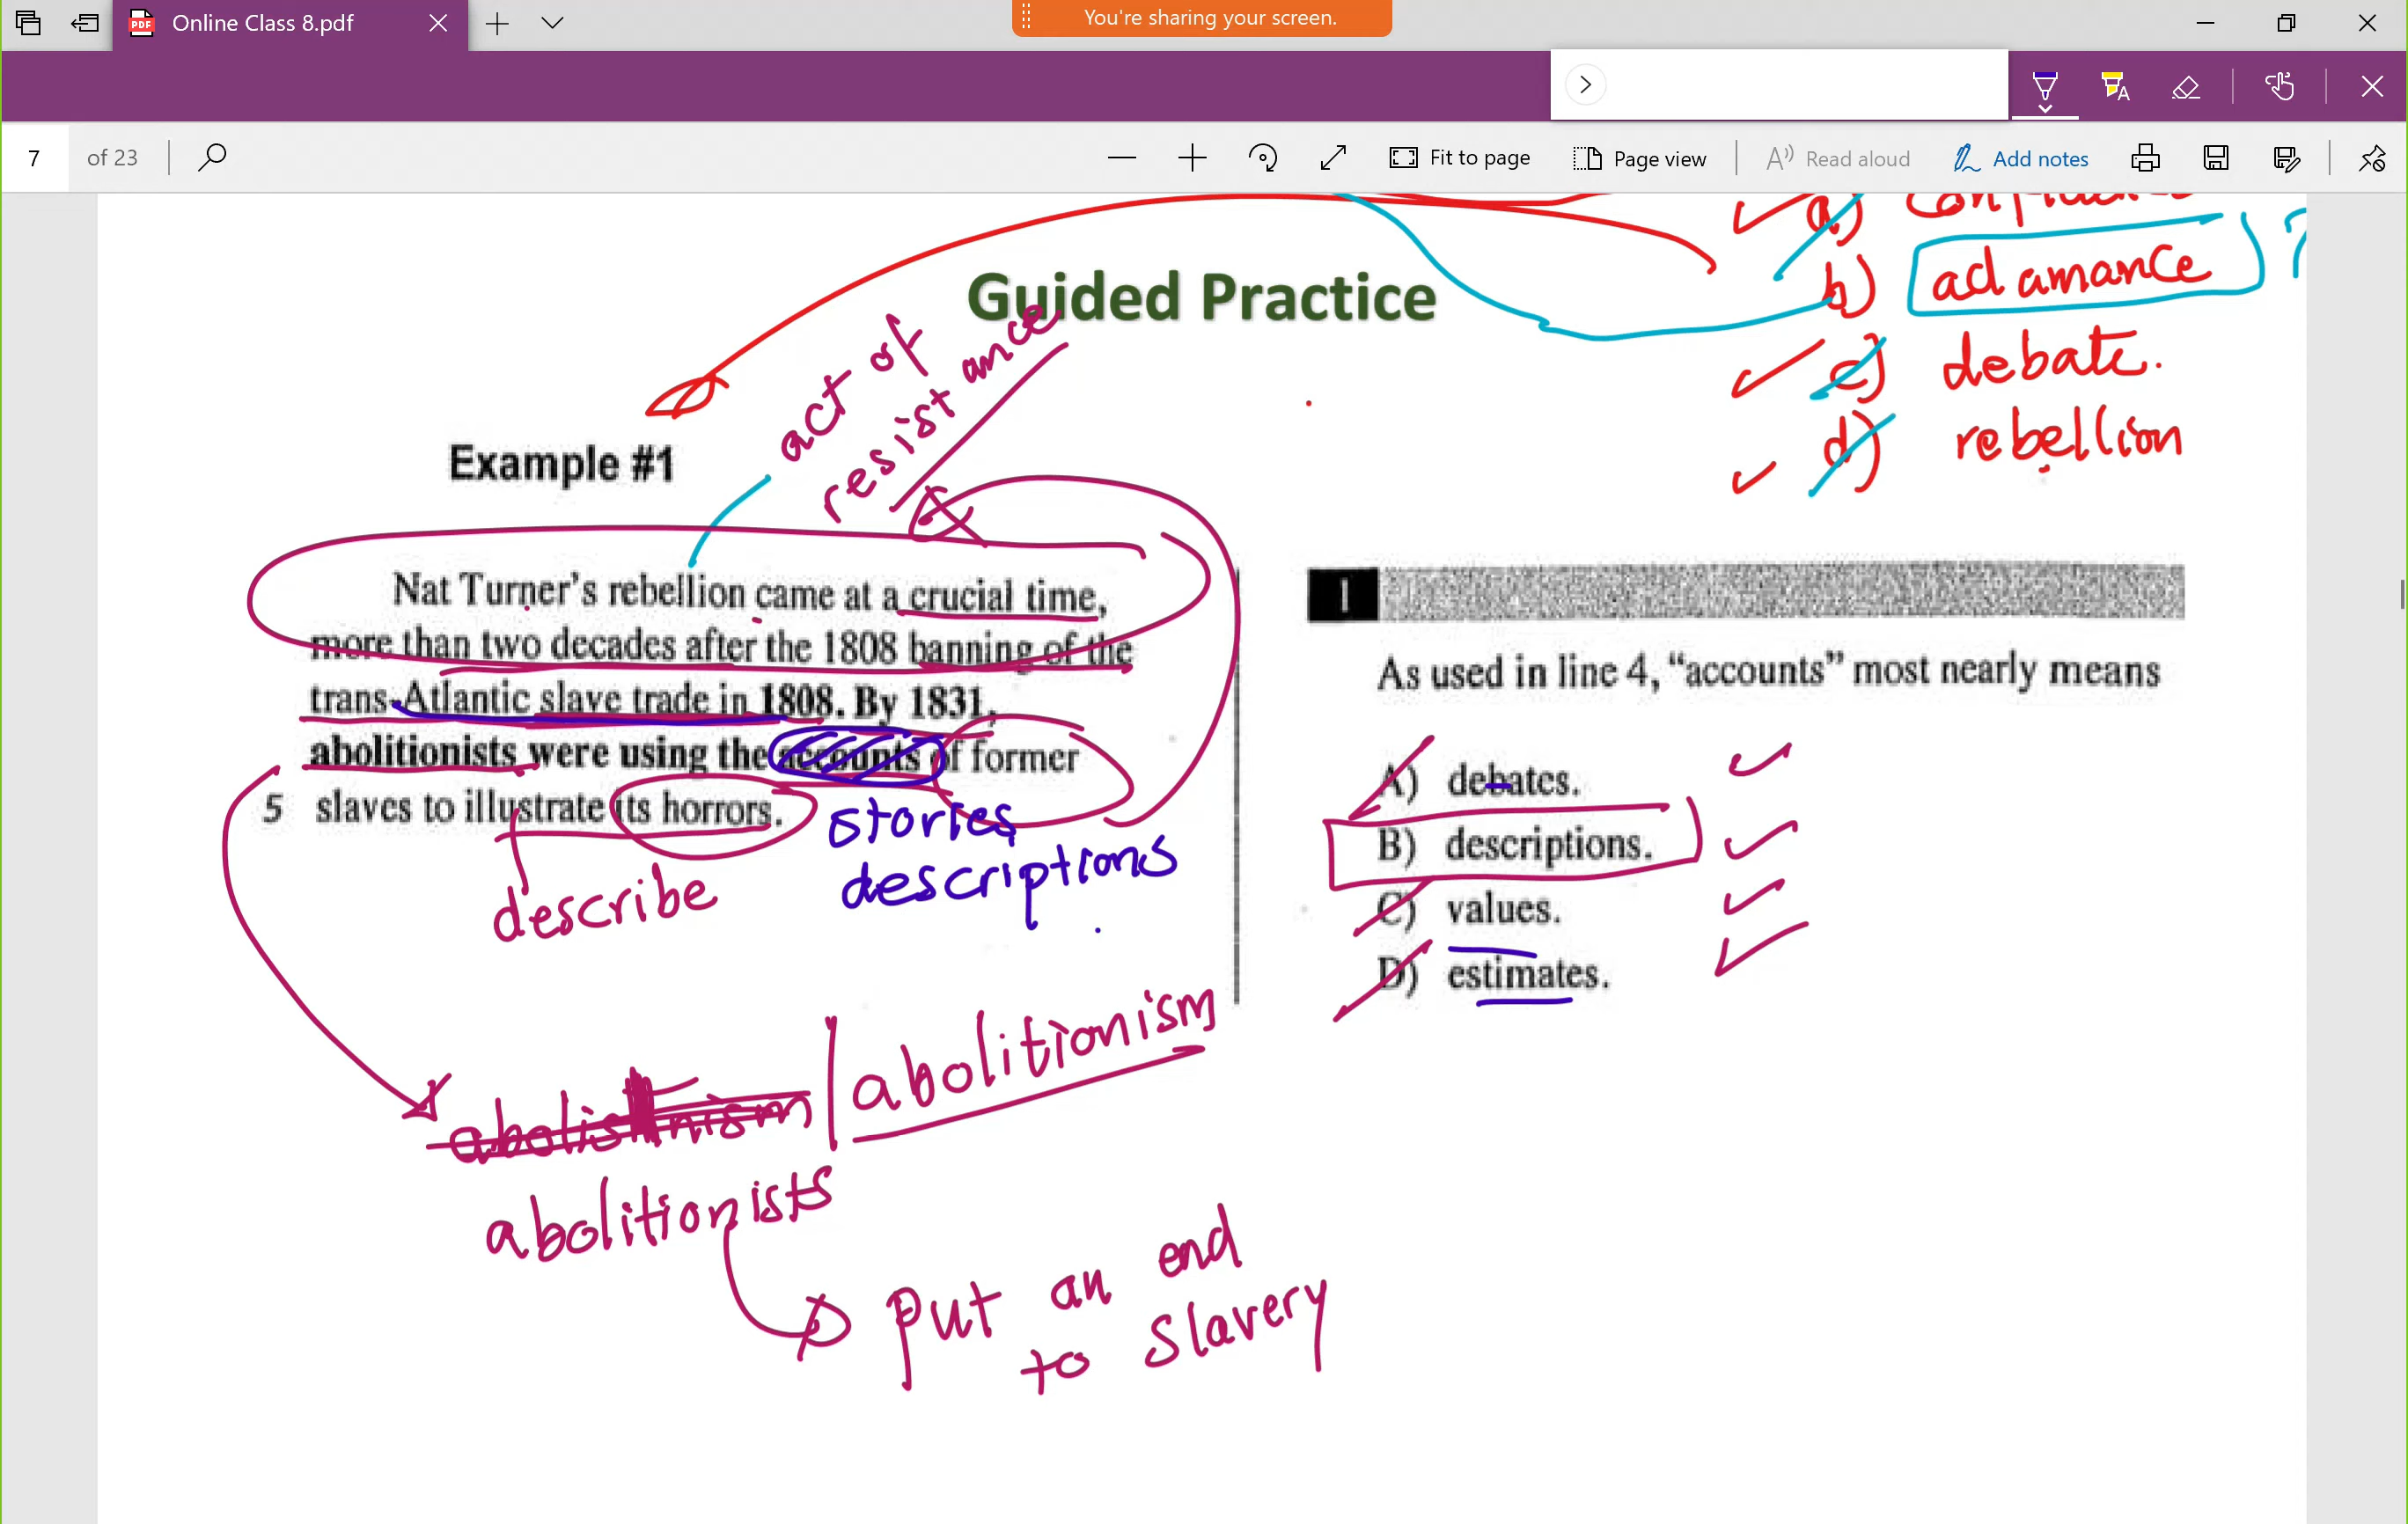 Online Class 8.pdf
You're sharing your screen.
7 of 23
Fit to page
Page view
Read aloud
Add notes
a)
b) adamance
c) debate.
d) rebellion
Guided Practice
act of
resistance
Example #1
Nat Turner's rebellion came at a crucial time,
more than two decades after the 1808 banning of the
trans-Atlantic slave trade in 1808. By 1831,
abolitionists were using the accounts of former
5 slaves to illustrate its horrors.
stories
descriptions
describe
1
As used in line 4, “accounts” most nearly means
A) debates.
B) descriptions.
C) values.
D) estimates.
abolitionism
abolitionists
put an end
to slavery